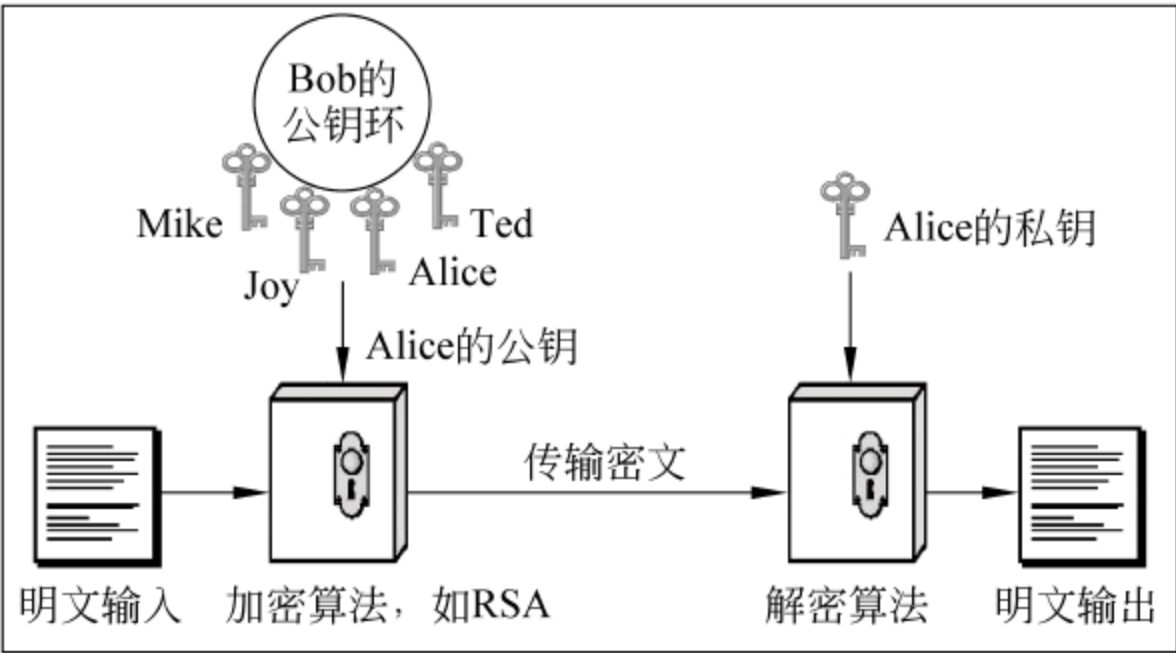 Bob的
公钥环
Mike
Ted
Joy
Alice
Alice的私钥
Alice的公钥
传输密文
明文输入
加密算法，如RSA
解密算法
明文输出